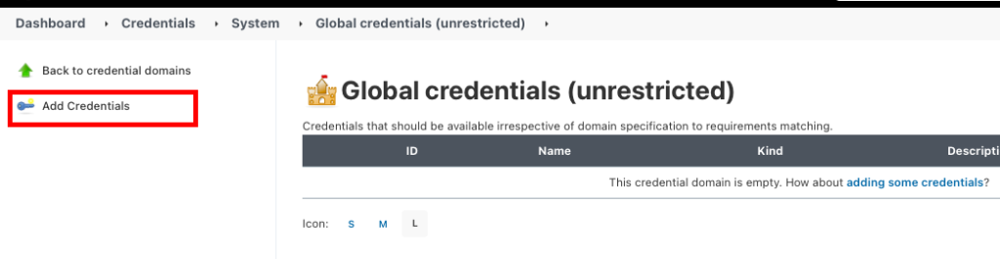 Dashboard Credentials System Global credentials (unrestricted)
Back to credential domains
Add Credentials
Global credentials (unrestricted)
Credentials that should be available irrespective of domain specification to requirements matching.
ID Name Kind Descripti
This credential domain is empty. How about adding some credentials?
Icon: S M L